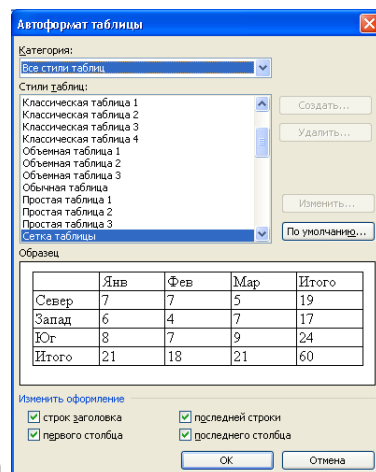 Автоформат таблицы
Категория:
Все стили таблиц
Стили таблиц:
Классическая таблица 1
Классическая таблица 2
Классическая таблица 3
Классическая таблица 4
Объемная таблица 1
Объемная таблица 2
Объемная таблица 3
Обычная таблица
Простая таблица 1
Простая таблица 2
Простая таблица 3
Сетка таблицы
Создать...
Удалить...
Изменить...
По умолчанию...
Образец
Янв Фев Мар Итого
Север 7 7 5 19
Запад 6 4 7 17
Юг 8 7 9 24
Итого 21 18 21 60
Изменить оформление
строк заголовка последней строки
первого столбца последнего столбца
ОК Отмена